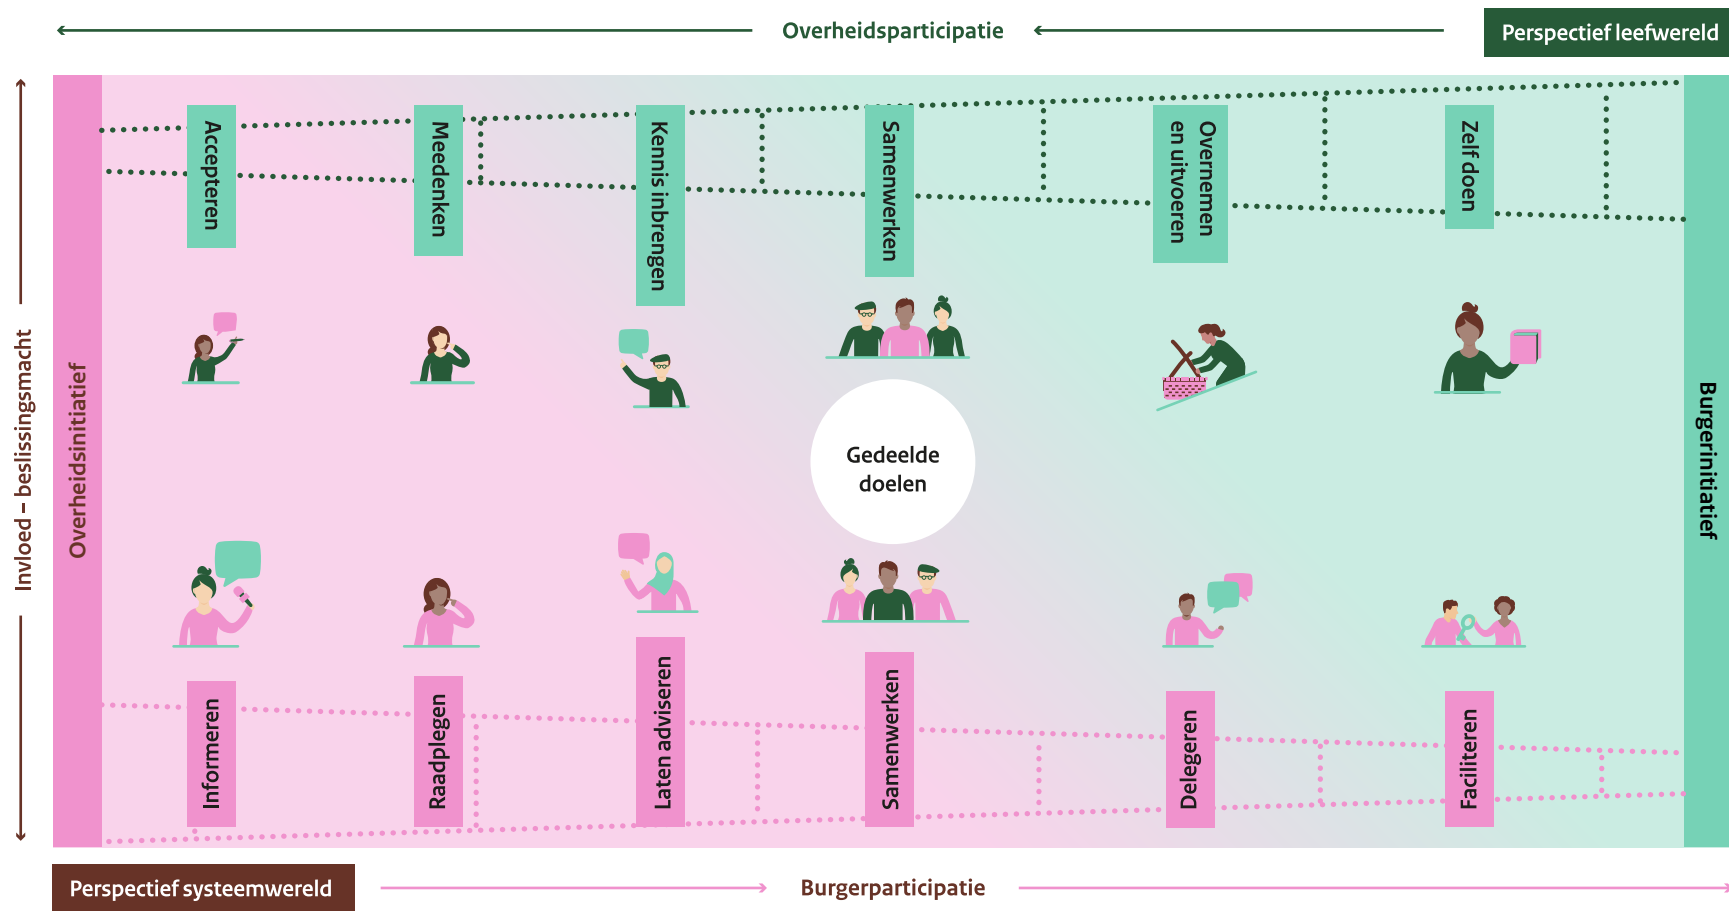 Overheidsparticipatie
Perspectief leefwereld
Invloed – beslissingsmacht
Overheidsinitiatief
Accepteren
Meedenken
Kennis inbrengen
Samenwerken
Overnemen
en uitvoeren
Zelf doen
Gedeelde
doelen
Burgerinitiatief
Informeren
Raadplegen
Laten adviseren
Samenwerken
Delegeren
Faciliteren
Perspectief systeemwereld
Burgerparticipatie